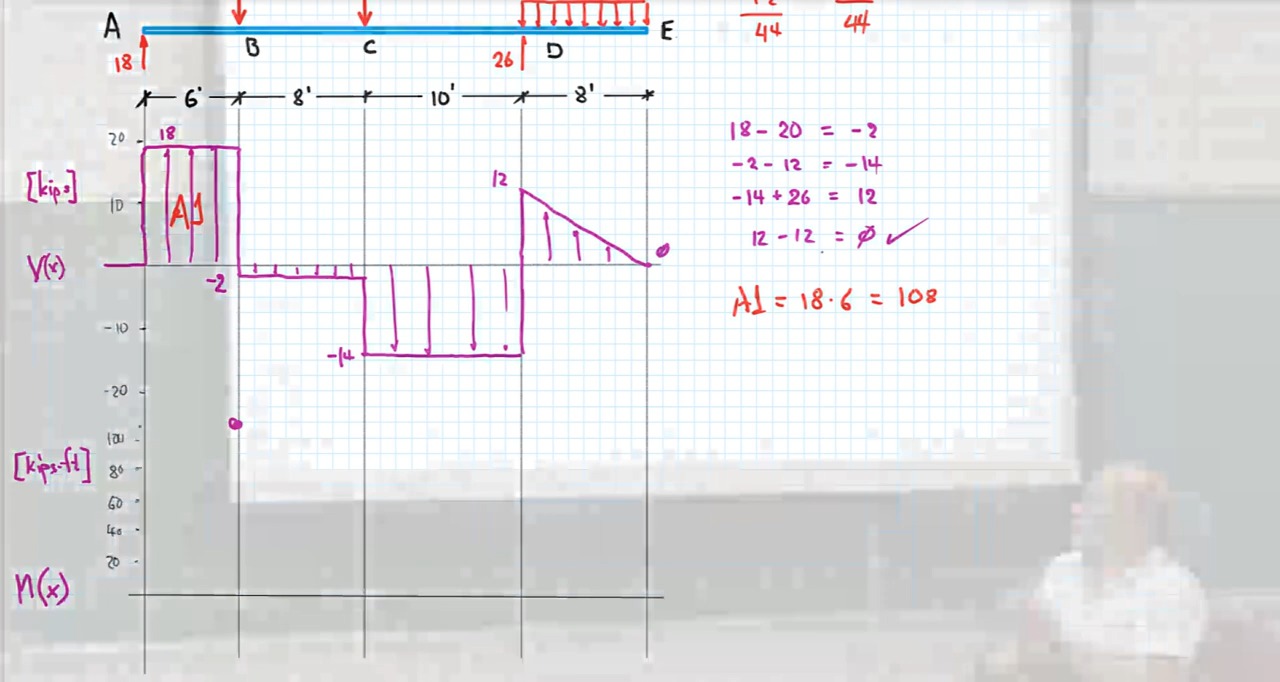 44
44
A
B
C
D
E
18
26
6'
8'
10'
8'
20
18
[kips]
10
A1
12
V(x)
-2
0
-10
-14
-20
18 - 20 = -2
-2 - 12 = -14
-14 + 26 = 12
12 - 12 = ∅ ✓
A1 = 18·6 = 108
100
[kips-ft]
80
60
40
20
M(x)